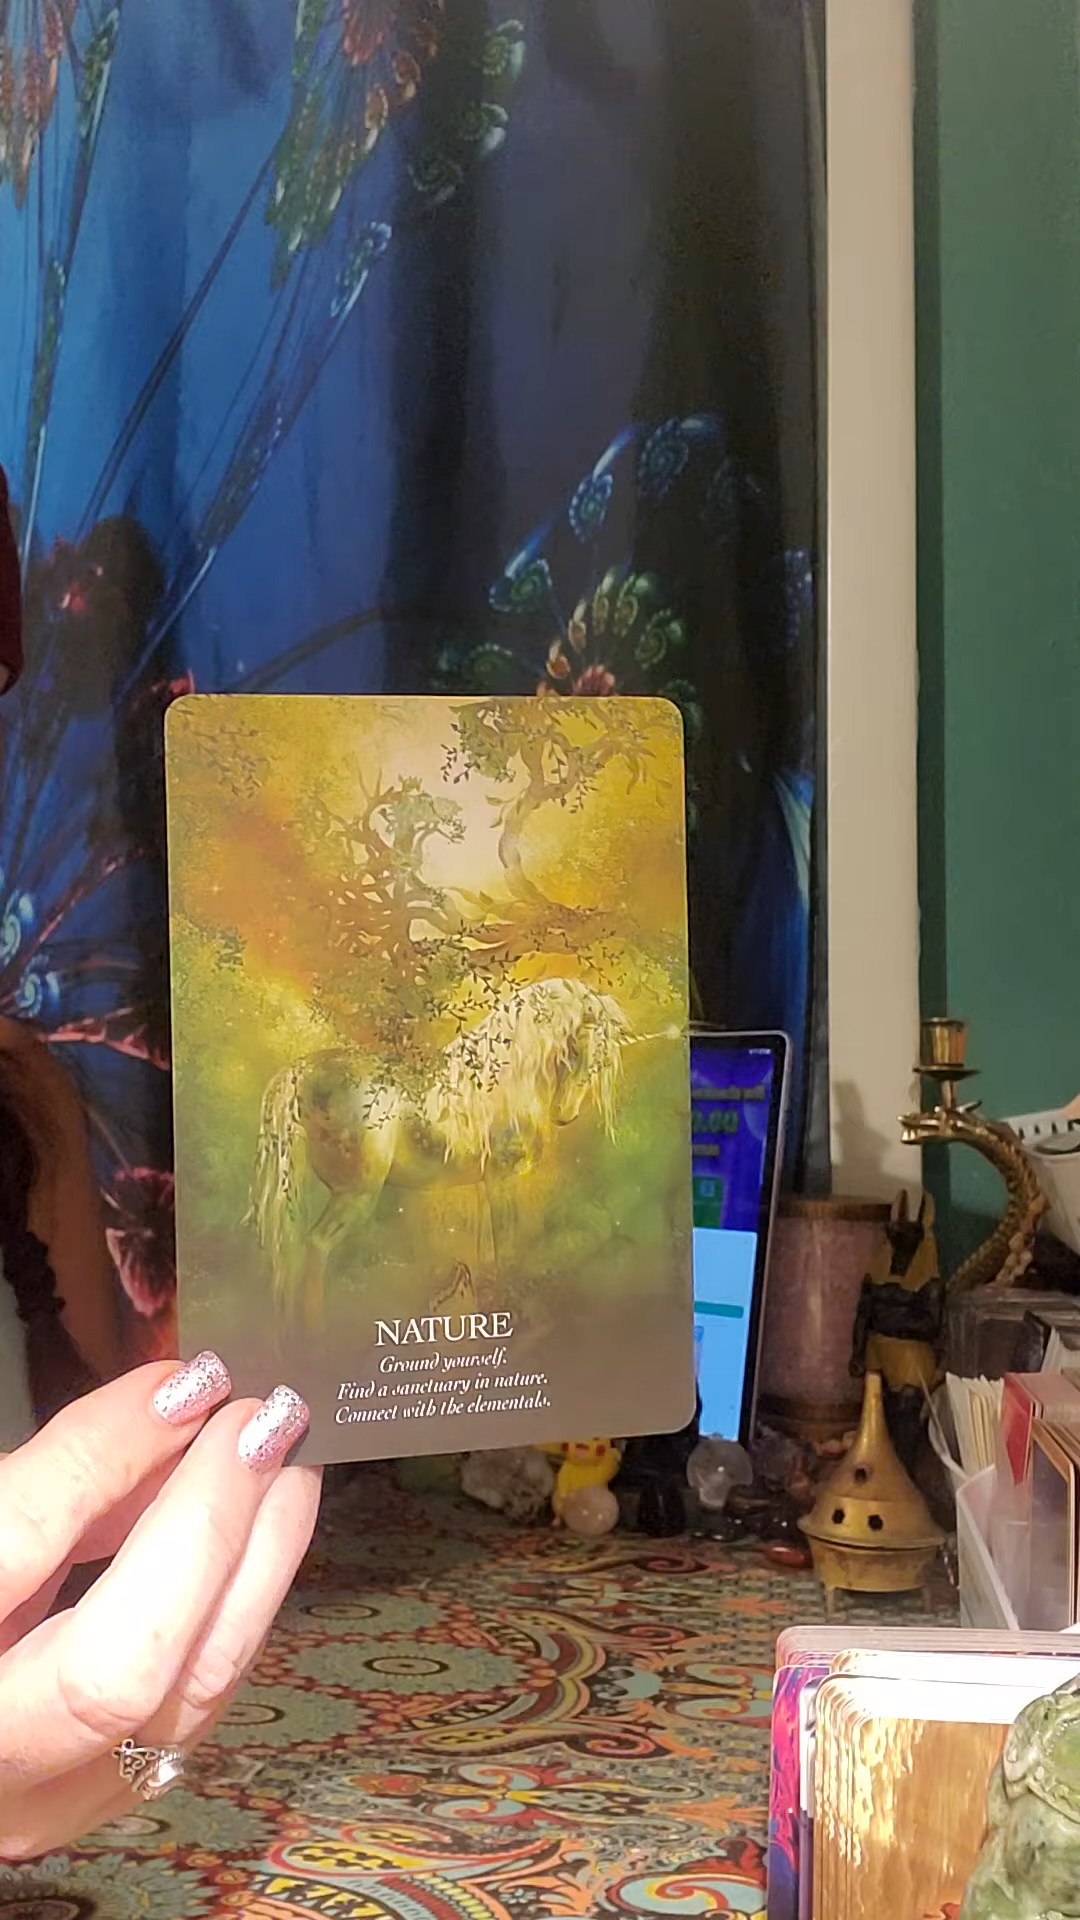 NATURE
Ground yourself.
Find a sanctuary in nature.
Connect with the elementals.